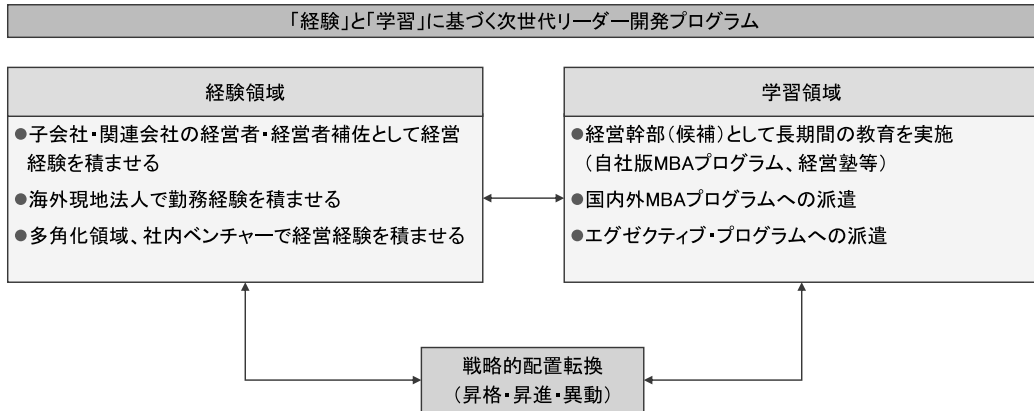 「経験」と「学習」に基づく次世代リーダー開発プログラム
経験領域
●子会社・関連会社の経営者・経営者補佐として経営
経験を積ませる
●海外現地法人で勤務経験を積ませる
●多角化領域、社内ベンチャーで経営経験を積ませる
学習領域
●経営幹部(候補)として長期間の教育を実施
(自社版MBAプログラム、経営塾等)
●国内外MBAプログラムへの派遣
●エグゼクティブ・プログラムへの派遣
戦略的配置転換
(昇格・昇進・異動)